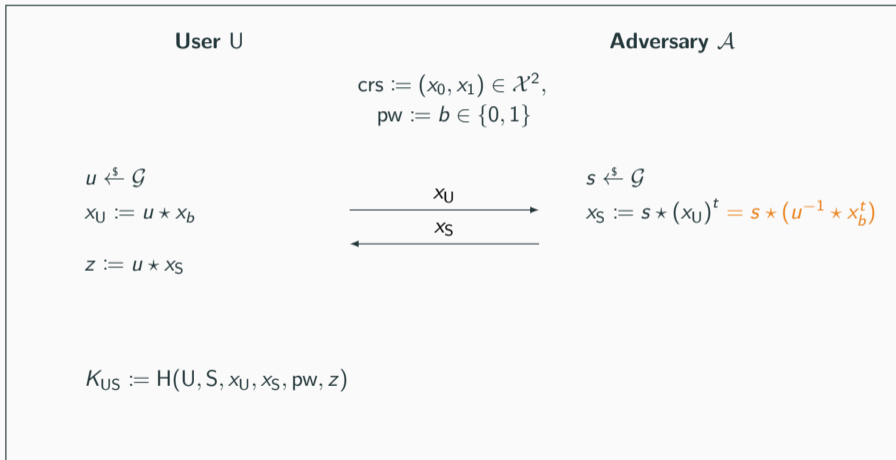 User U
Adversary 𝒜
crs := (x₀, x₁) ∈ 𝒳²,
pw := b ∈ {0, 1}
u ←$ 𝒢
s ←$ 𝒢
x_U
x_U := u ⋆ x_b
x_S := s ⋆ (x_U)^t = s ⋆ (u⁻¹ ⋆ x_b^t)
x_S
z := u ⋆ x_S
K_US := H(U, S, x_U, x_S, pw, z)